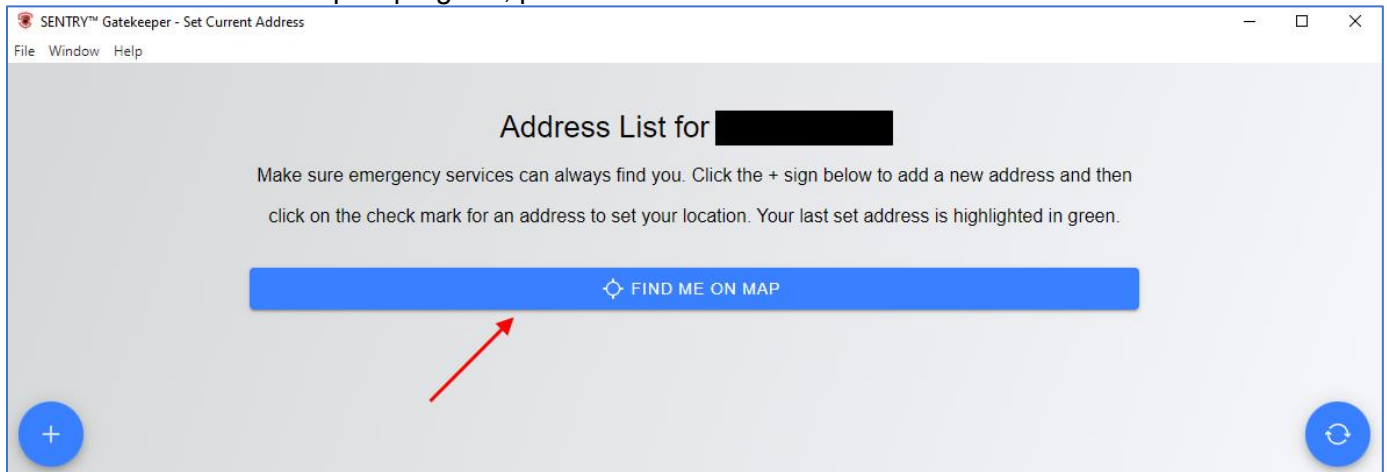 SENTRY™ Gatekeeper - Set Current Address
File Window Help
Address List for
Make sure emergency services can always find you. Click the + sign below to add a new address and then
click on the check mark for an address to set your location. Your last set address is highlighted in green.
FIND ME ON MAP
+